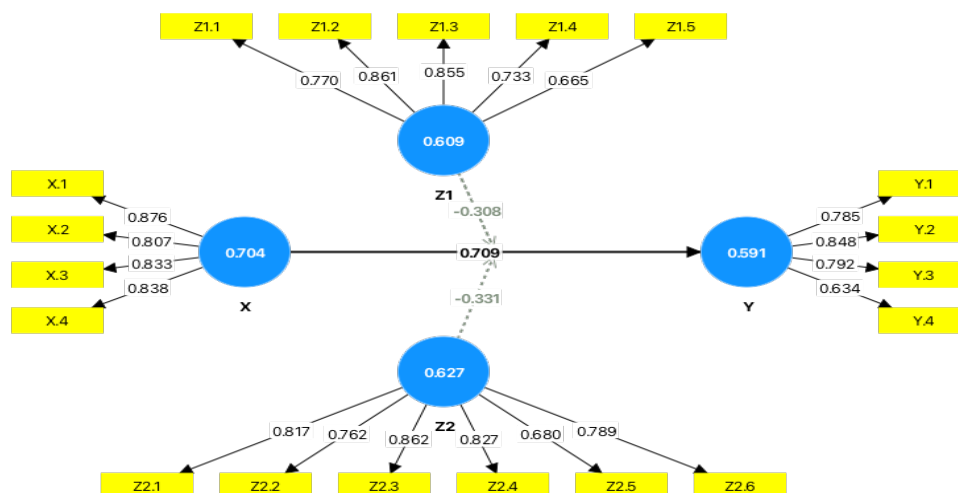 Z1.1 Z1.2 Z1.3 Z1.4 Z1.5
0.770 0.861 0.855 0.733 0.665
0.609
Z1
-0.308
X.1
X.2
X.3
X.4
0.876
0.807
0.833
0.838
0.704
X
0.709
0.591
Y
0.785
0.848
0.792
0.634
Y.1
Y.2
Y.3
Y.4
-0.331
0.627
Z2
0.817 0.762 0.862 0.827 0.680 0.789
Z2.1 Z2.2 Z2.3 Z2.4 Z2.5 Z2.6